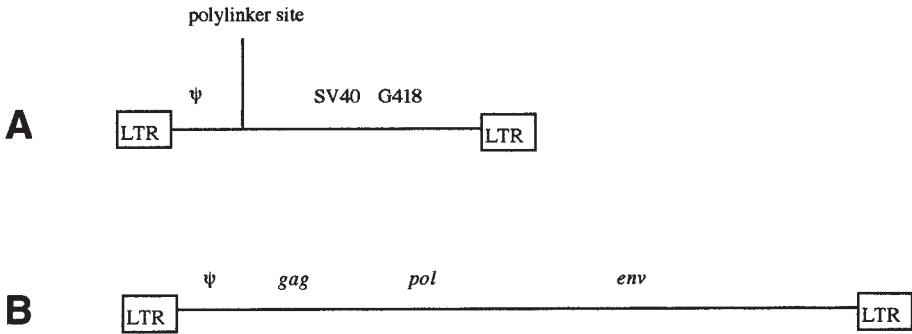 polylinker site
ψ SV40 G418
A LTR LTR
ψ gag pol env
B LTR LTR